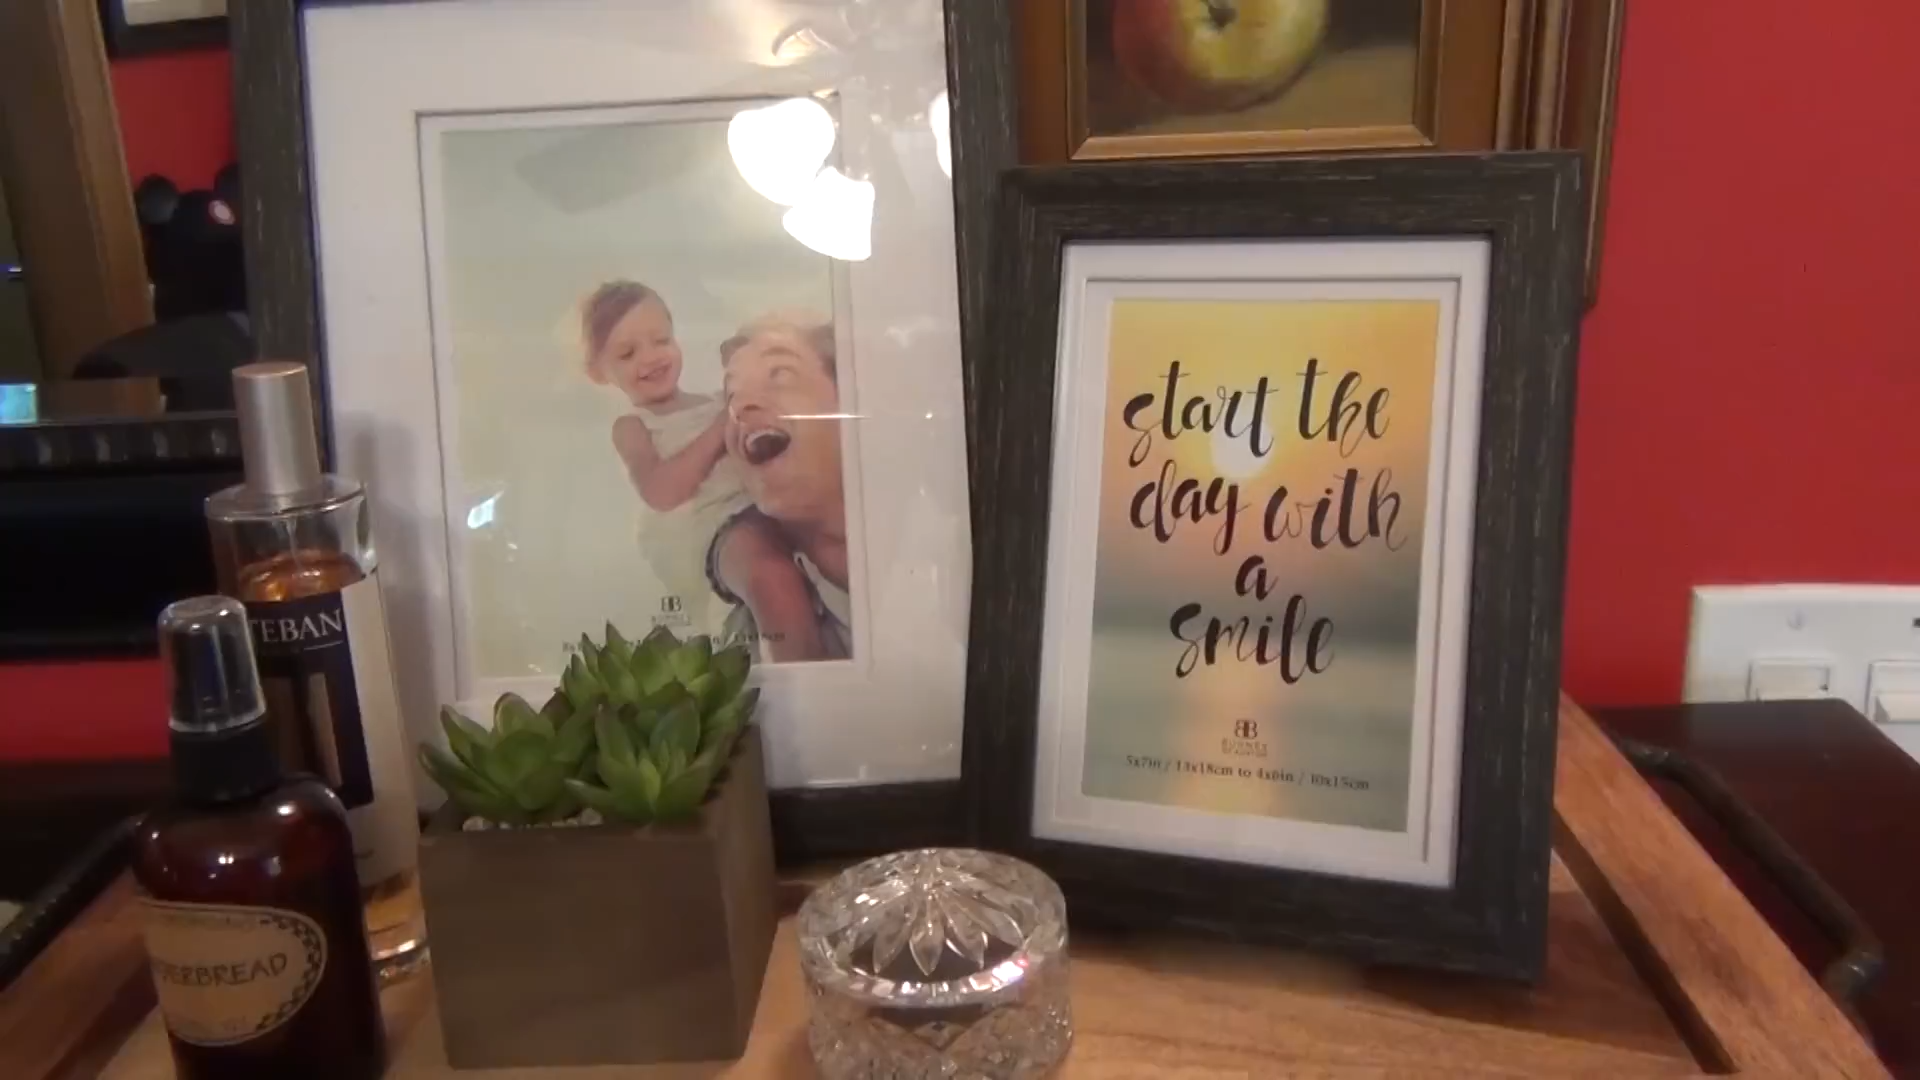 start the
day with
a
smile
5x7in / 13x18cm to 4x6in / 10x15cm
TEBAN
ERBREAD